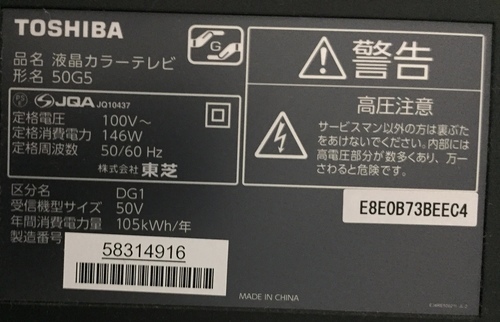 TOSHIBA
品名 液晶カラーテレビ
形名 50G5
G
JQA JQ10437
定格電圧 100V～
定格消費電力 146W
定格周波数 50/60 Hz
株式会社 東芝
区分名 DG1
受信機型サイズ 50V
年間消費電力量 105kWh/年
製造番号
58314916
警告
高圧注意
サービスマン以外の方は裏ぶた
をあけないでください。内部には
高電圧部分が数多くあり、万一
さわると危険です。
E8E0B73BEEC4
MADE IN CHINA